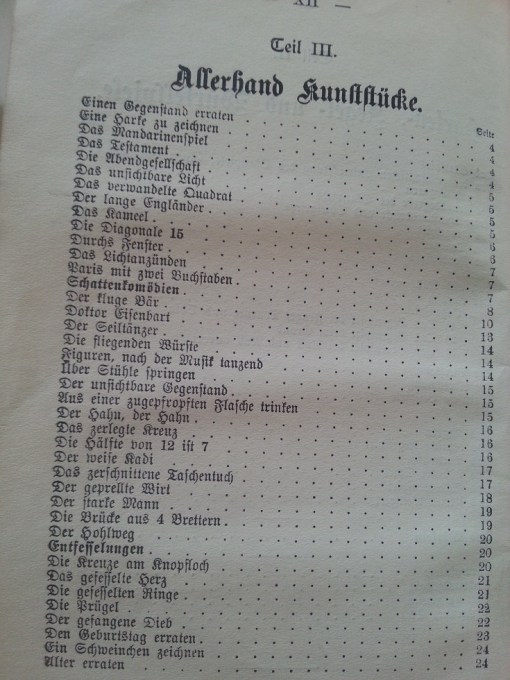 — XII —
Teil III.
Allerhand Kunststücke.
Seite
Einen Gegenstand erraten . . . 4
Eine Harke zu zeichnen . . . 4
Das Mandarinenspiel . . . 4
Das Testament . . . 4
Die Abendgesellschaft . . . 5
Das unsichtbare Licht . . . 5
Das verwandelte Quadrat . . . 5
Der lange Engländer . . . 5
Das Kameel . . . 6
Die Diagonale 15 . . . 6
Durchs Fenster . . . 7
Das Lichtanzünden . . . 7
Paris mit zwei Buchstaben . . . 7
Schattenkomödien . . . 8
Der kluge Bär . . . 10
Doktor Eisenbart . . . 13
Der Seiltänzer . . . 14
Die fliegenden Würste . . . 14
Figuren, nach der Musik tanzend . . . 14
Über Stühle springen . . . 15
Der unsichtbare Gegenstand . . . 15
Aus einer zugepfropften Flasche trinken . . . 15
Der Hahn, der Hahn . . . 16
Das zerlegte Kreuz . . . 16
Die Hälfte von 12 ist 7 . . . 16
Der weise Kadi . . . 17
Das zerschnittene Taschentuch . . . 17
Der geprellte Wirt . . . 18
Der starke Mann . . . 19
Die Brücke aus 4 Brettern . . . 19
Der Hohlweg . . . 20
Entfesselungen . . . 20
Die Kreuze am Knopfloch . . . 20
Das gefesselte Herz . . . 21
Die gefesselten Ringe . . . 21
Die Prügel . . . 22
Der gefangene Dieb . . . 22
Den Geburtstag erraten . . . 23
Ein Schweinchen zeichnen . . . 24
Alter erraten . . . 24